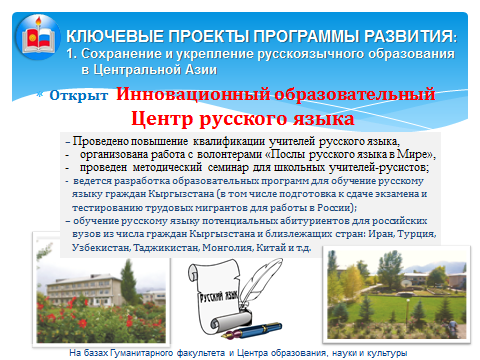 КЛЮЧЕВЫЕ ПРОЕКТЫ ПРОГРАММЫ РАЗВИТИЯ:
1. Сохранение и укрепление русскоязычного образования
в Центральной Азии
* Открыт Инновационный образовательный
Центр русского языка
– Проведено повышение квалификации учителей русского языка,
- организована работа с волонтерами «Послы русского языка в Мире»,
- проведен методический семинар для школьных учителей-русистов;
- ведется разработка образовательных программ для обучение русскому
языку граждан Кыргызстана (в том числе подготовка к сдаче экзамена и
тестированию трудовых мигрантов для работы в России);
– обучение русскому языку потенциальных абитуриентов для российских
вузов из числа граждан Кыргызстана и близлежащих стран: Иран, Турция,
Узбекистан, Таджикистан, Монголия, Китай и т.д.
РУССКИЙ ЯЗЫК
На базах Гуманитарного факультета и Центра образования, науки и культуры